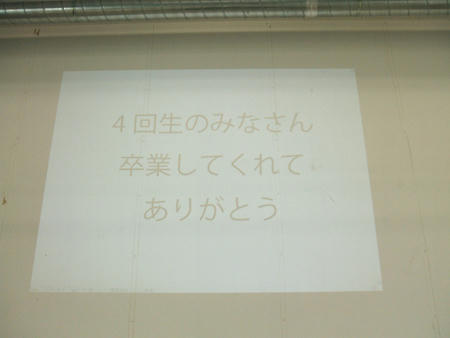 4回生のみなさん
卒業してくれて
ありがとう